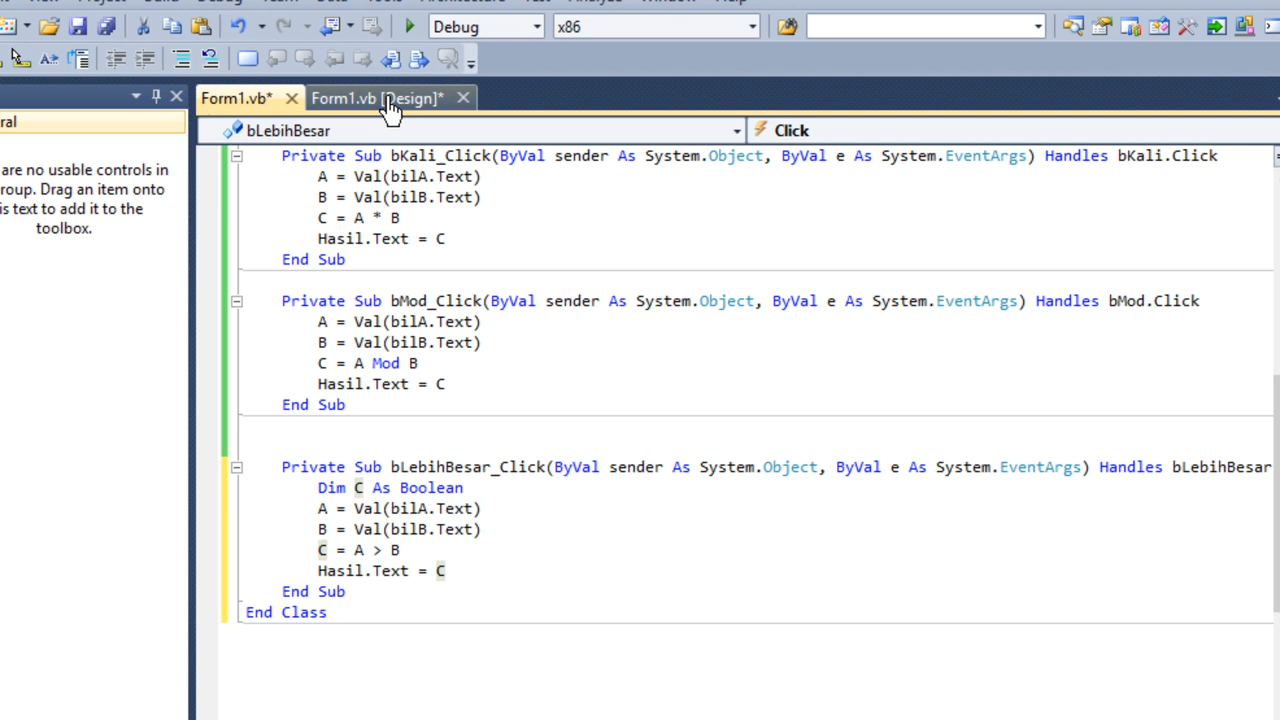 Debug
x86
Form1.vb*
Form1.vb [Design]*
ral
bLebihBesar
Click
are no usable controls in
roup. Drag an item onto
is text to add it to the
toolbox.
Private Sub bKali_Click(ByVal sender As System.Object, ByVal e As System.EventArgs) Handles bKali.Click
A = Val(bilA.Text)
B = Val(bilB.Text)
C = A * B
Hasil.Text = C
End Sub
Private Sub bMod_Click(ByVal sender As System.Object, ByVal e As System.EventArgs) Handles bMod.Click
A = Val(bilA.Text)
B = Val(bilB.Text)
C = A Mod B
Hasil.Text = C
End Sub
Private Sub bLebihBesar_Click(ByVal sender As System.Object, ByVal e As System.EventArgs) Handles bLebihBesar
Dim C As Boolean
A = Val(bilA.Text)
B = Val(bilB.Text)
C = A > B
Hasil.Text = C
End Sub
End Class